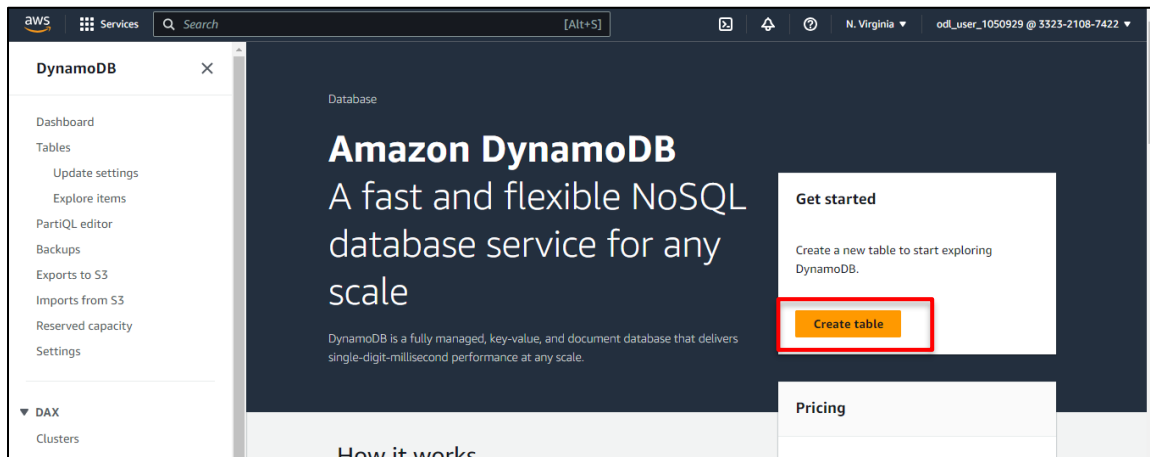 aws
Services
Search
[Alt+S]
N. Virginia
odl_user_1050929 @ 3323-2108-7422
DynamoDB
Dashboard
Tables
Update settings
Explore items
PartiQL editor
Backups
Exports to S3
Imports from S3
Reserved capacity
Settings
DAX
Clusters
Database
Amazon DynamoDB
A fast and flexible NoSQL
database service for any
scale
DynamoDB is a fully managed, key-value, and document database that delivers
single-digit-millisecond performance at any scale.
Get started
Create a new table to start exploring
DynamoDB.
Create table
Pricing
How it works